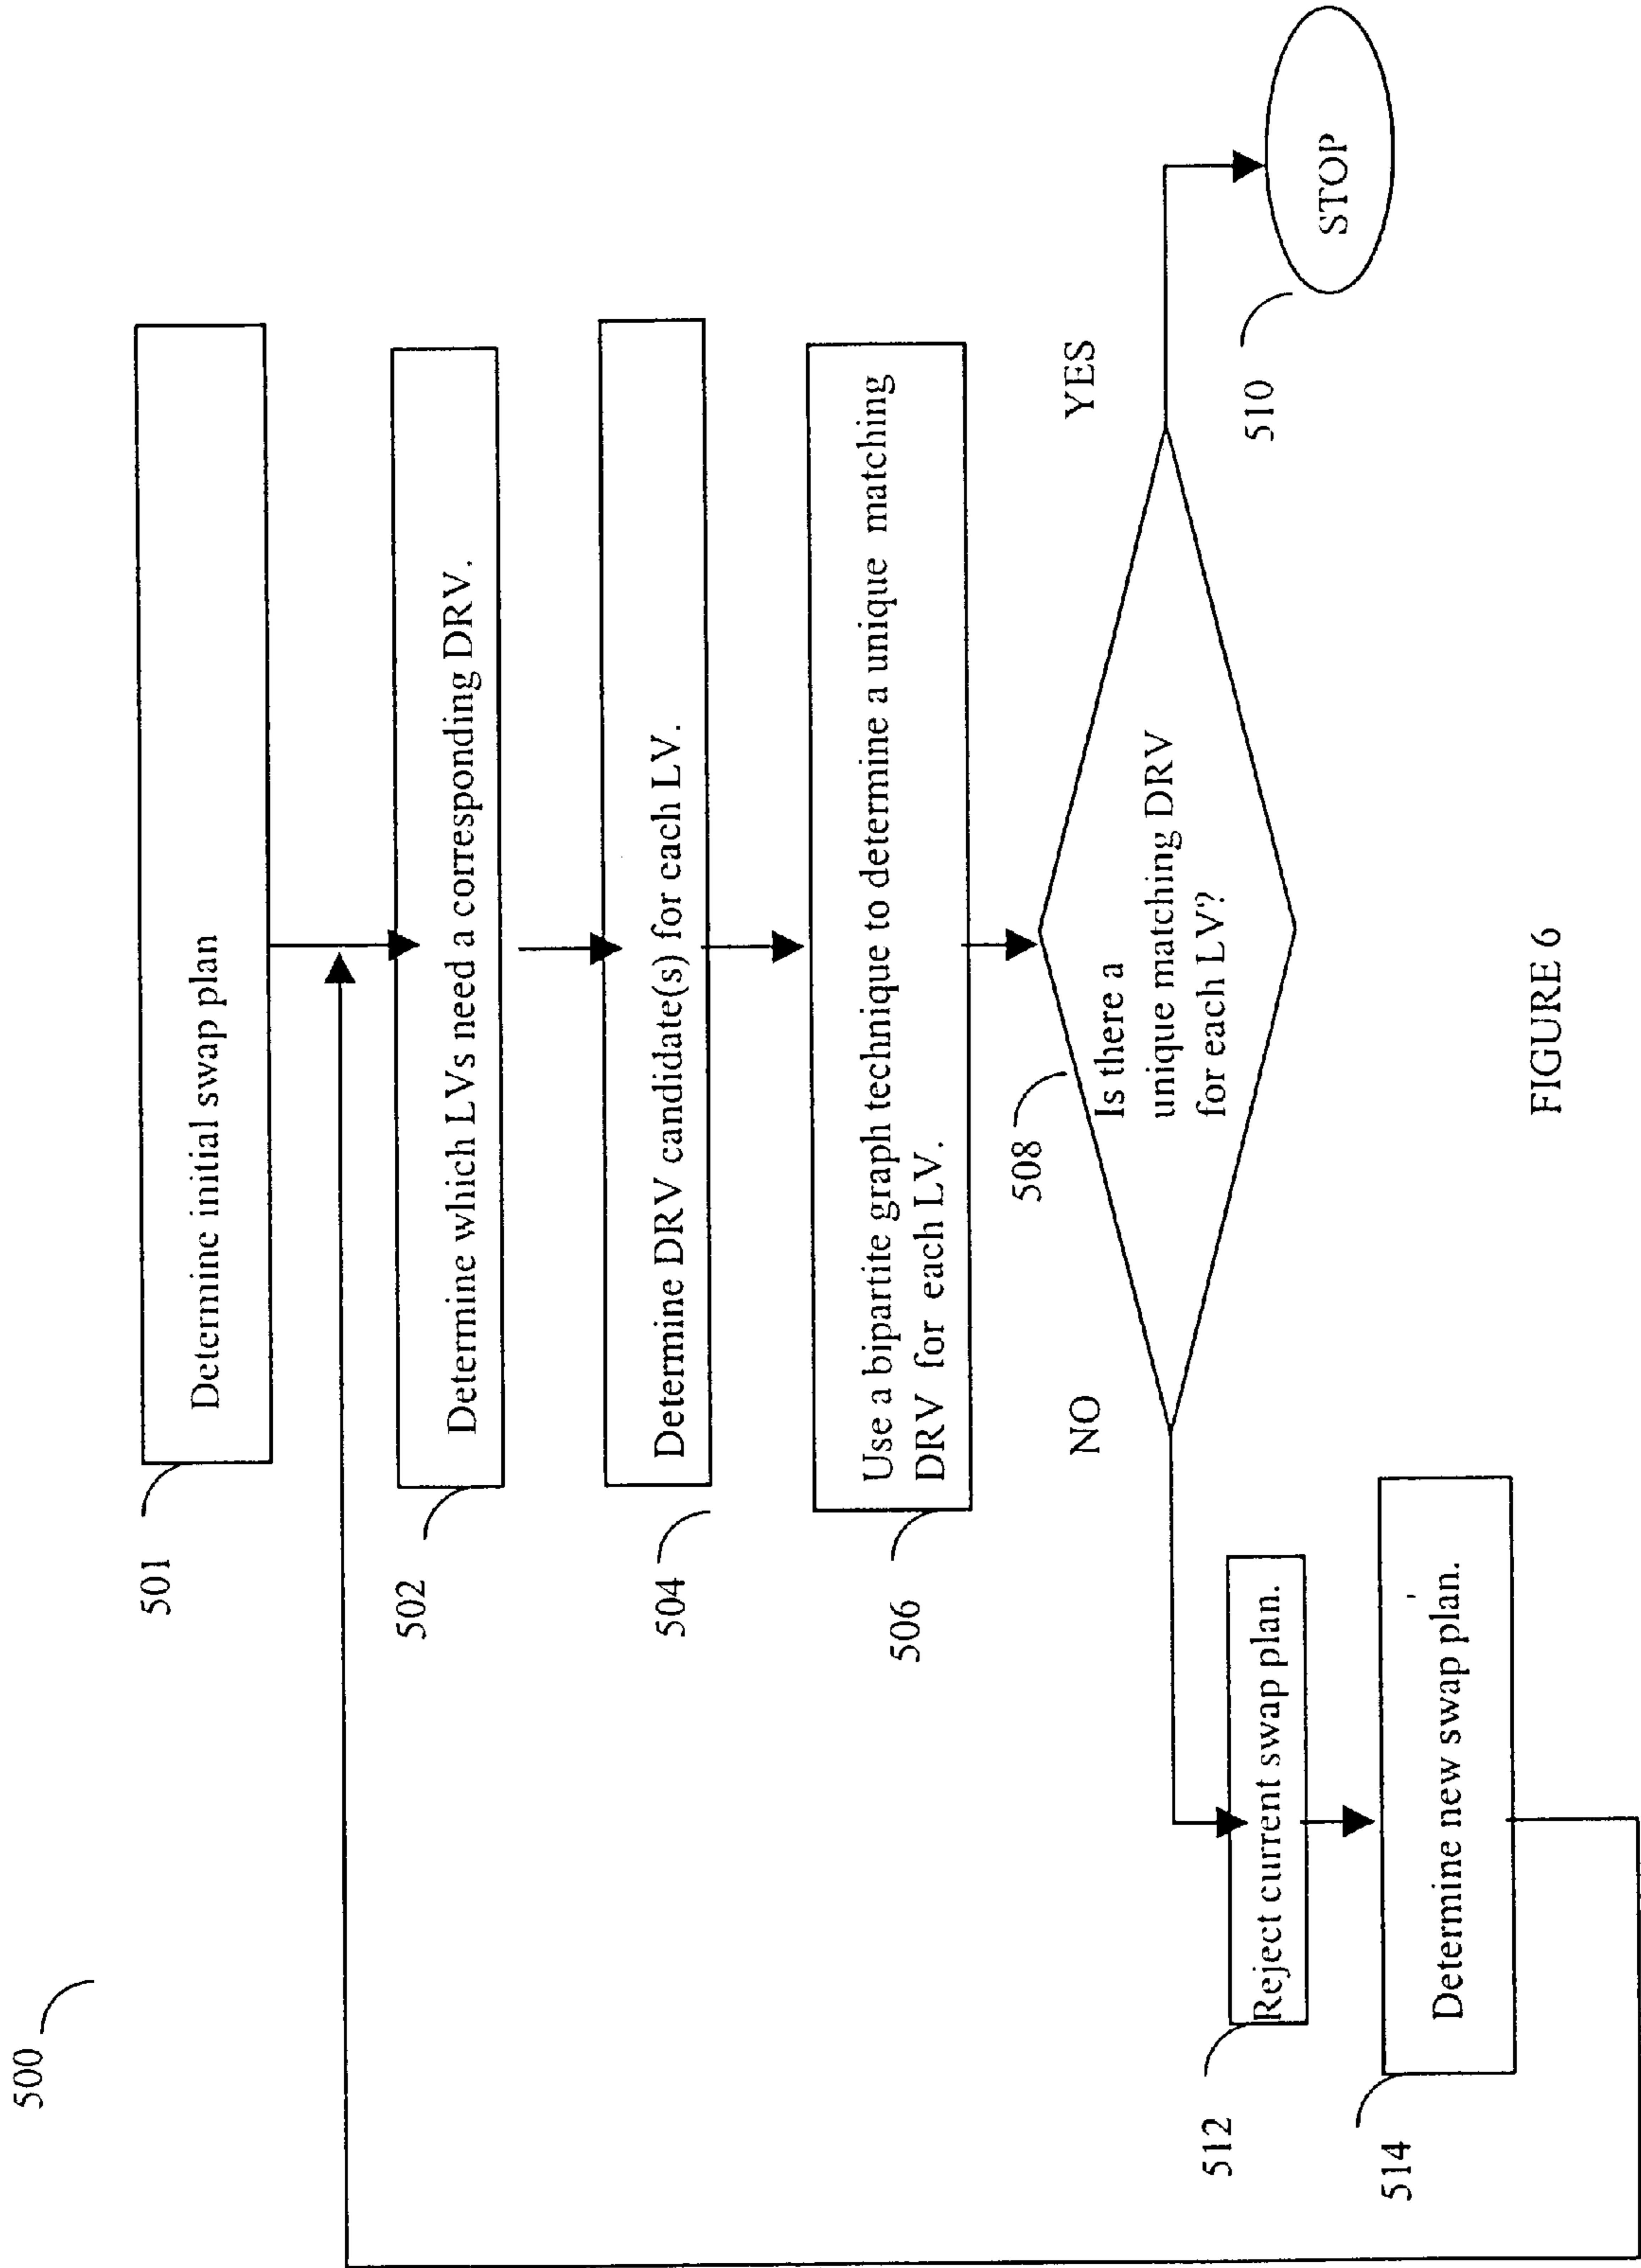 500
501
Determine initial swap plan
502
Determine which LVs need a corresponding DRV.
504
Determine DRV candidate(s) for each LV.
506
Use a bipartite graph technique to determine a unique matching
DRV for each LV.
508
Is there a
unique matching DRV
for each LV?
NO
YES
510
STOP
512
Reject current swap plan.
514
Determine new swap plan.
FIGURE 6